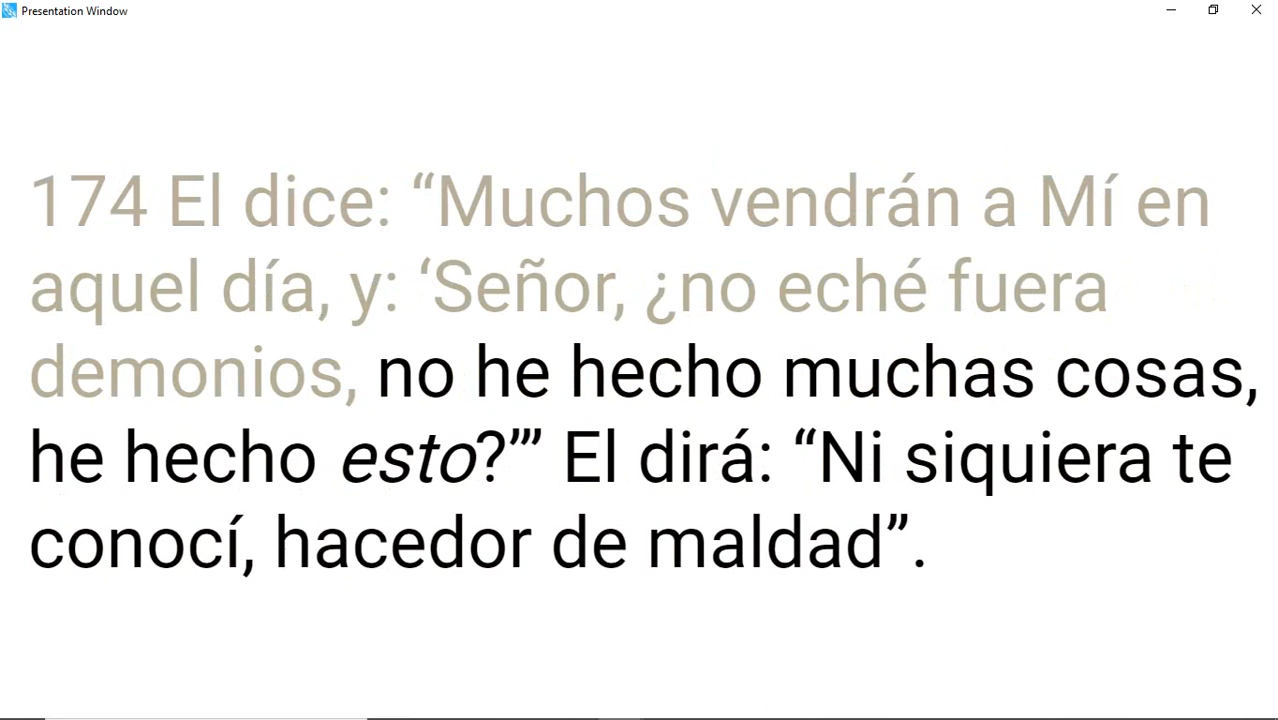 Presentation Window
174 El dice: “Muchos vendrán a Mí en
aquel día, y: ‘Señor, ¿no eché fuera
demonios, no he hecho muchas cosas,
he hecho esto?’” El dirá: “Ni siquiera te
conocí, hacedor de maldad”.